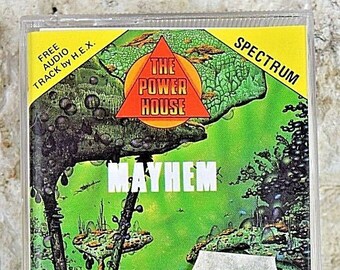 FREE
AUDIO
TRACK by H.E.X.
SPECTRUM
THE
POWER
HOUSE
MAYHEM